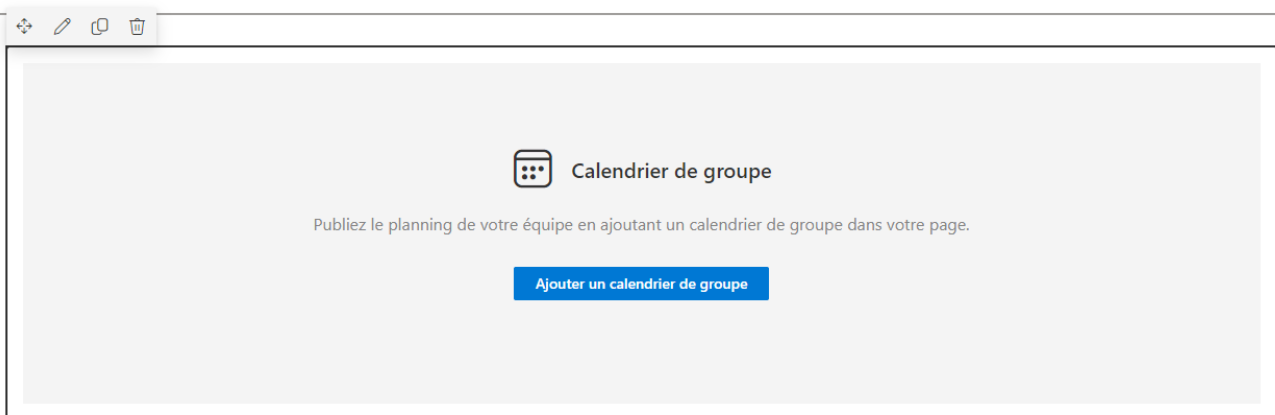 Calendrier de groupe
Publiez le planning de votre équipe en ajoutant un calendrier de groupe dans votre page.
Ajouter un calendrier de groupe